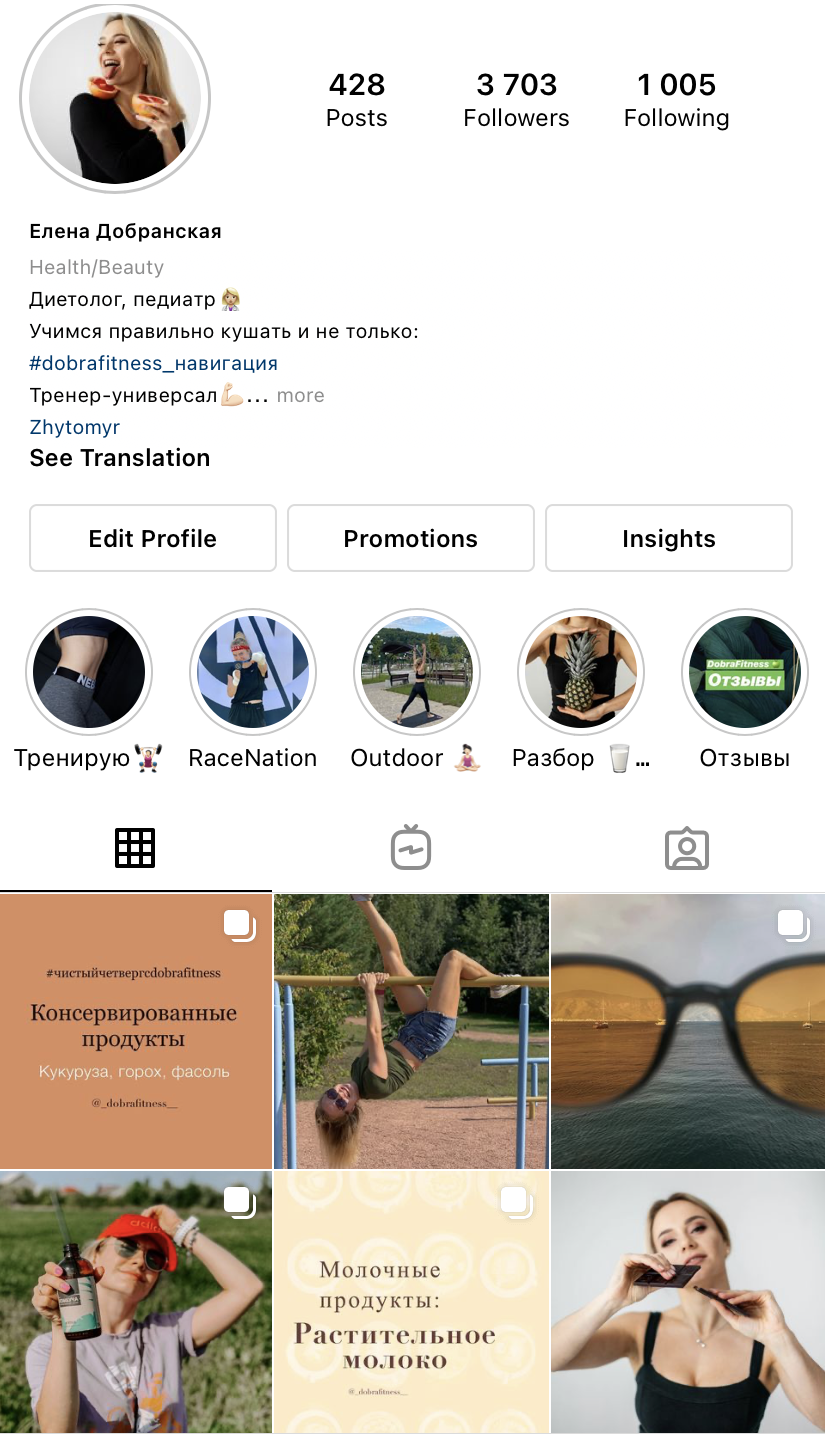 428
Posts
3 703
Followers
1 005
Following
Елена Добранская
Health/Beauty
Диетолог, педиатр👩🏼‍⚕️
Учимся правильно кушать и не только:
#dobrafitness_навигация
Тренер-универсал💪🏻... more
Zhytomyr
See Translation
Edit Profile
Promotions
Insights
NEB
DobraFitness
Отзывы
Тренирую🏋🏻‍♀️
RaceNation
Outdoor 🧘🏻‍♀️
Разбор 🥛...
Отзывы
#чистыйчетвергсdobrafitness
Консервированные
продукты
Кукуруза, горох, фасоль
@_dobrafitness__
Молочные
продукты:
Растительное
молоко
@_dobrafitness__